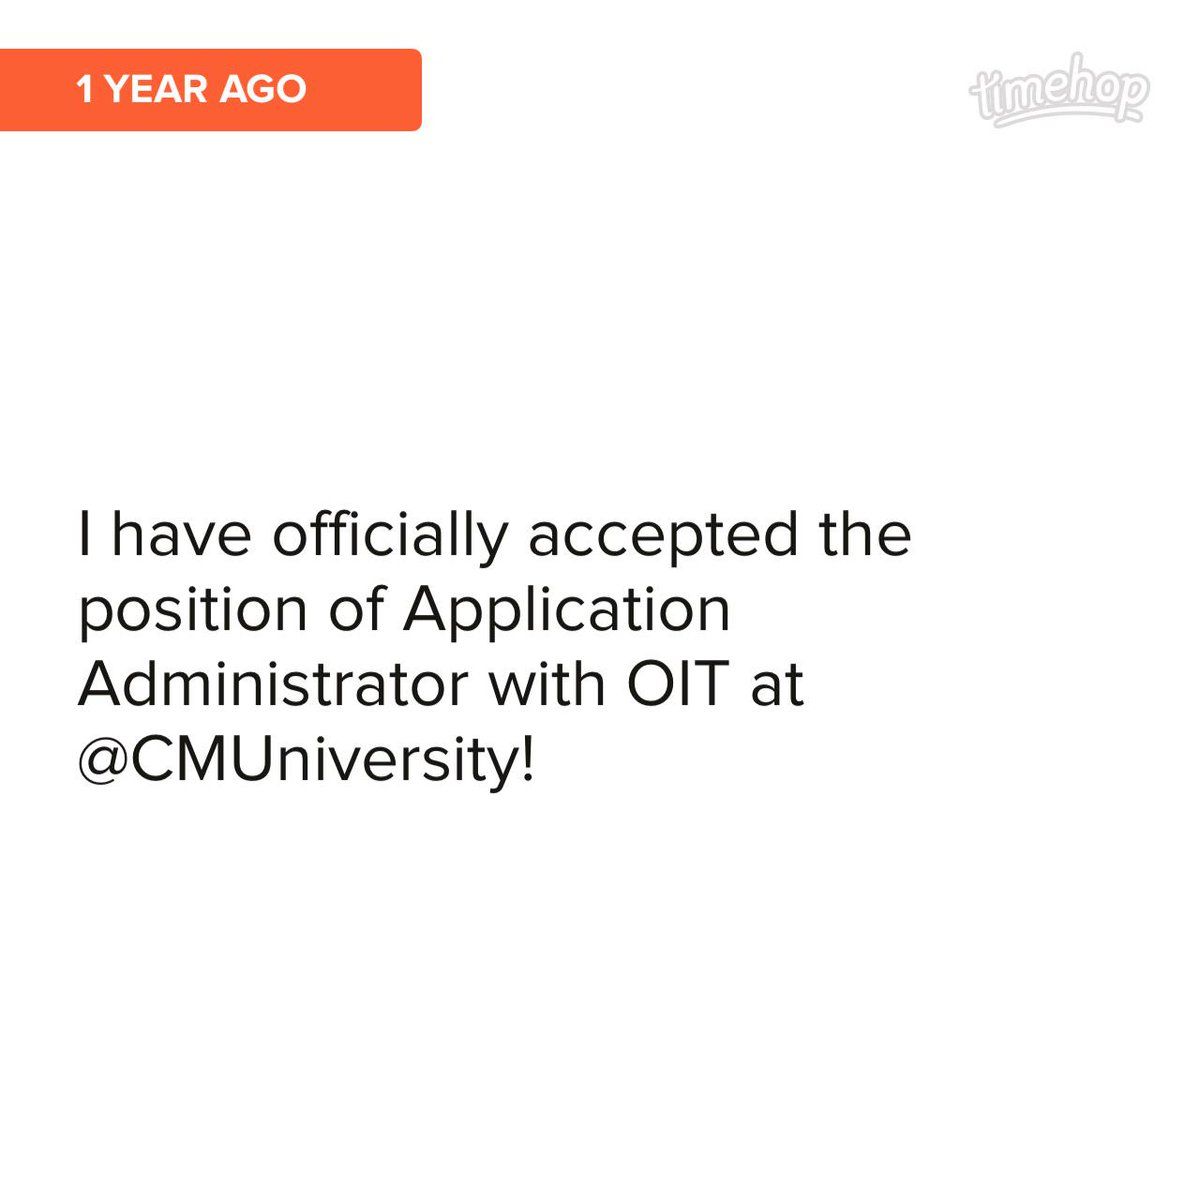 1 YEAR AGO
timehop
I have officially accepted the
position of Application
Administrator with OIT at
@CMUniversity!